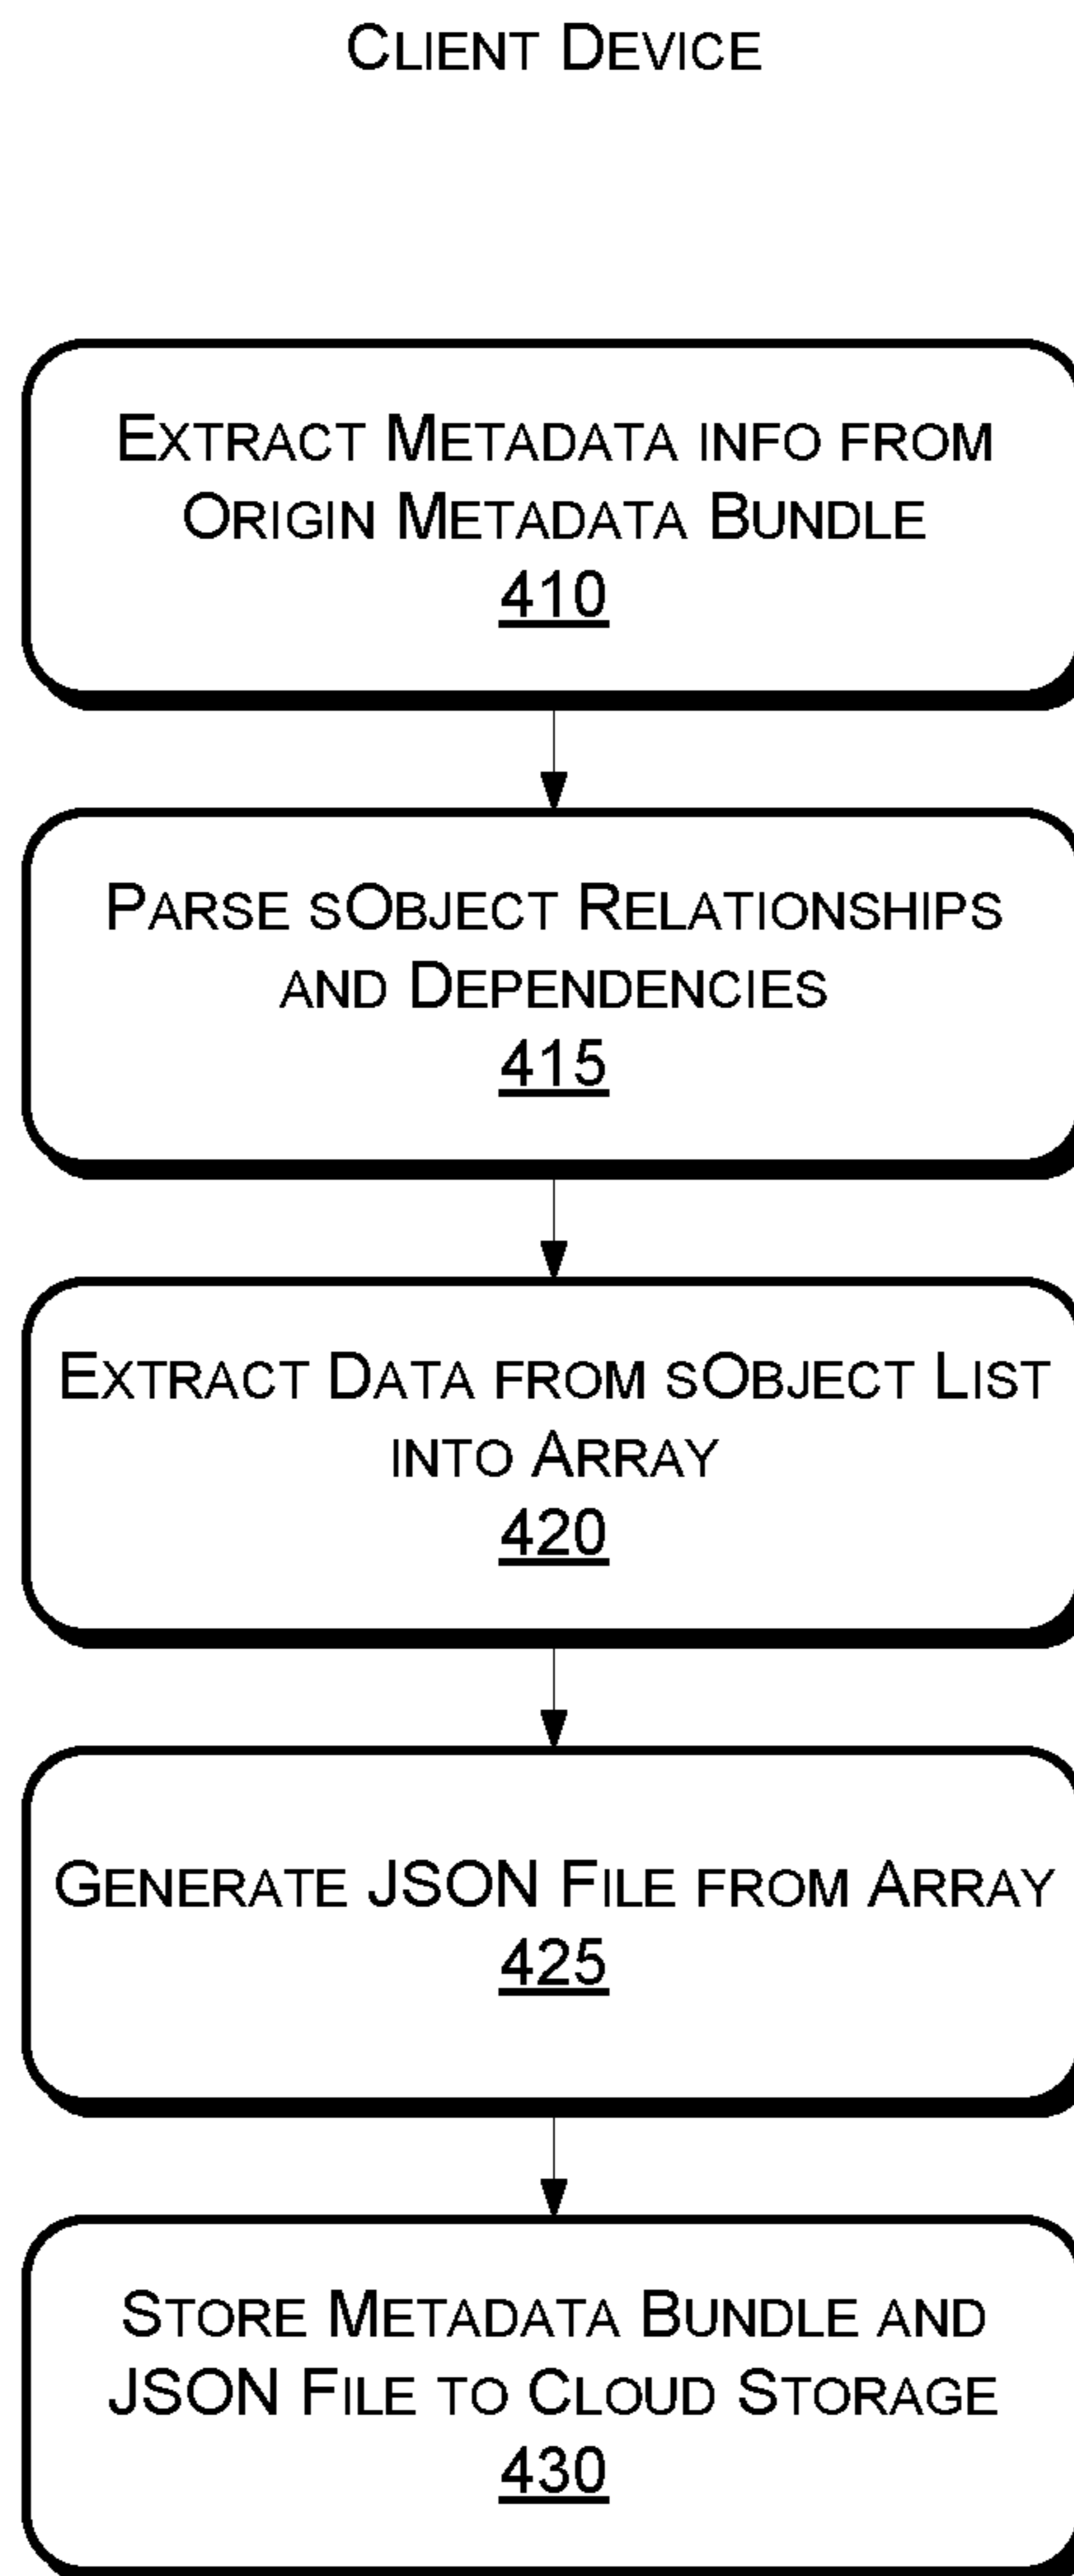 CLIENT DEVICE
EXTRACT METADATA INFO FROM
ORIGIN METADATA BUNDLE
410
PARSE SOBJECT RELATIONSHIPS
AND DEPENDENCIES
415
EXTRACT DATA FROM SOBJECT LIST
INTO ARRAY
420
GENERATE JSON FILE FROM ARRAY
425
STORE METADATA BUNDLE AND
JSON FILE TO CLOUD STORAGE
430